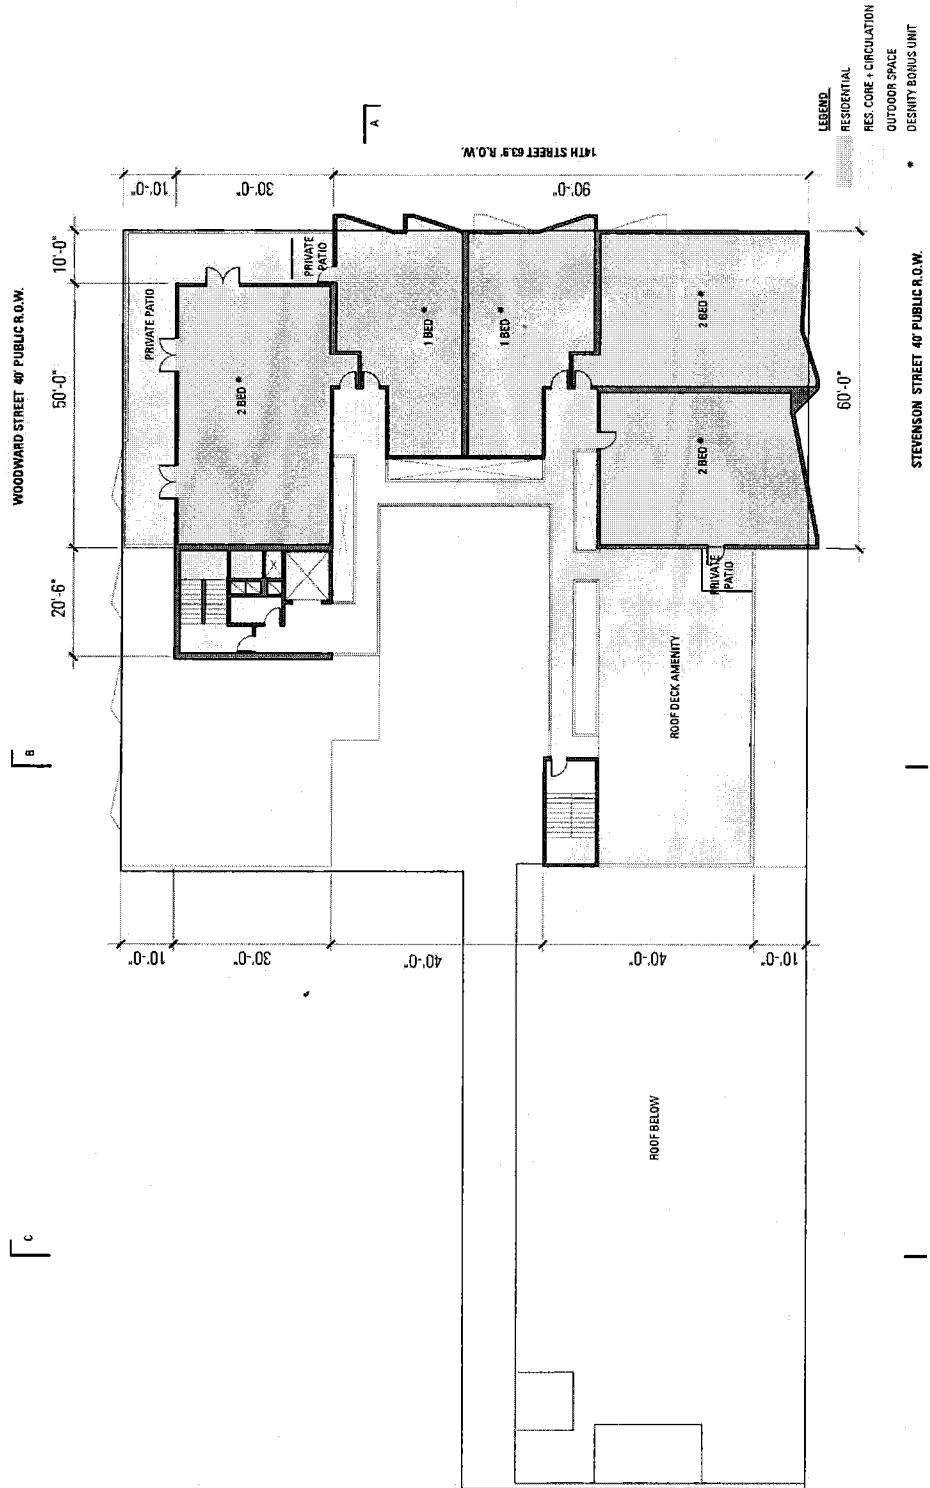 WOODWARD STREET 40' PUBLIC R.O.W.
10'-0"
50'-0"
20'-6"
A
14TH STREET 63.9' R.O.W.
10'-0"
30'-0"
90'-0"
PRIVATE PATIO
PRIVATE
PATIO
2 BED *
1 BED *
1 BED *
2 BED *
2 BED *
PRIVATE
PATIO
ROOF DECK AMENITY
60'-0"
STEVENSON STREET 40' PUBLIC R.O.W.
LEGEND
RESIDENTIAL
RES. CORE + CIRCULATION
OUTDOOR SPACE
* DESNITY BONUS UNIT
B
10'-0"
30'-0"
40'-0"
40'-0"
10'-0"
ROOF BELOW
C